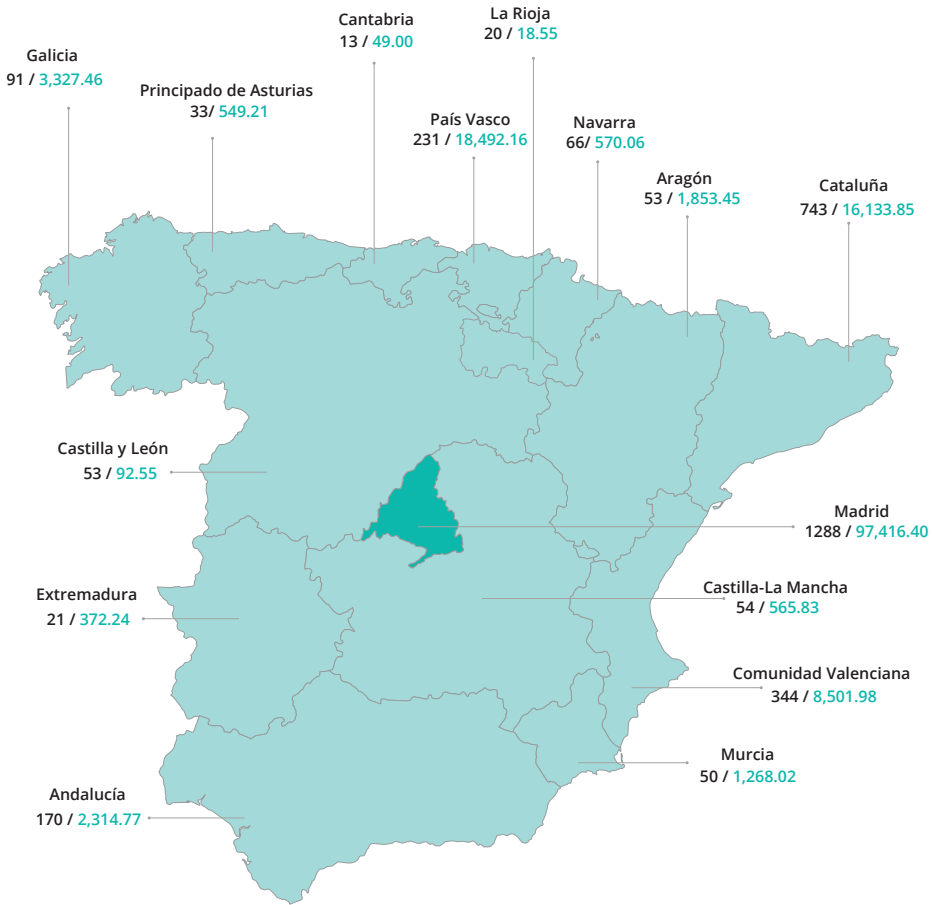 La Rioja
20 / 18.55
Cantabria
13 / 49.00
Galicia
91 / 3,327.46
Principado de Asturias
33/ 549.21
País Vasco
231 / 18,492.16
Navarra
66/ 570.06
Aragón
53 / 1,853.45
Cataluña
743 / 16,133.85
Castilla y León
53 / 92.55
Madrid
1288 / 97,416.40
Castilla-La Mancha
54 / 565.83
Extremadura
21 / 372.24
Comunidad Valenciana
344 / 8,501.98
Murcia
50 / 1,268.02
Andalucía
170 / 2,314.77